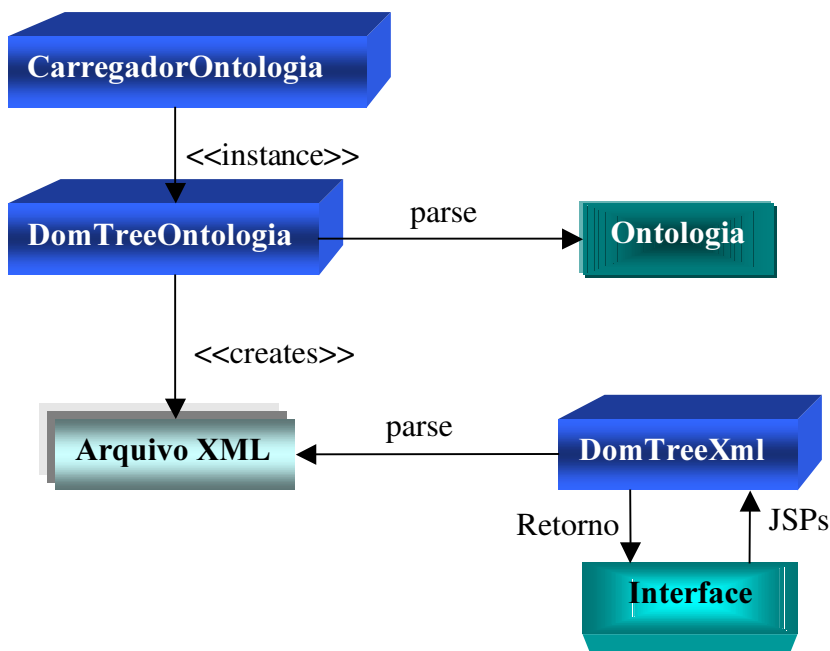 CarregadorOntologia
<<instance>>
DomTreeOntologia
parse
Ontologia
<<creates>>
Arquivo XML
parse
DomTreeXml
Retorno
JSPs
Interface